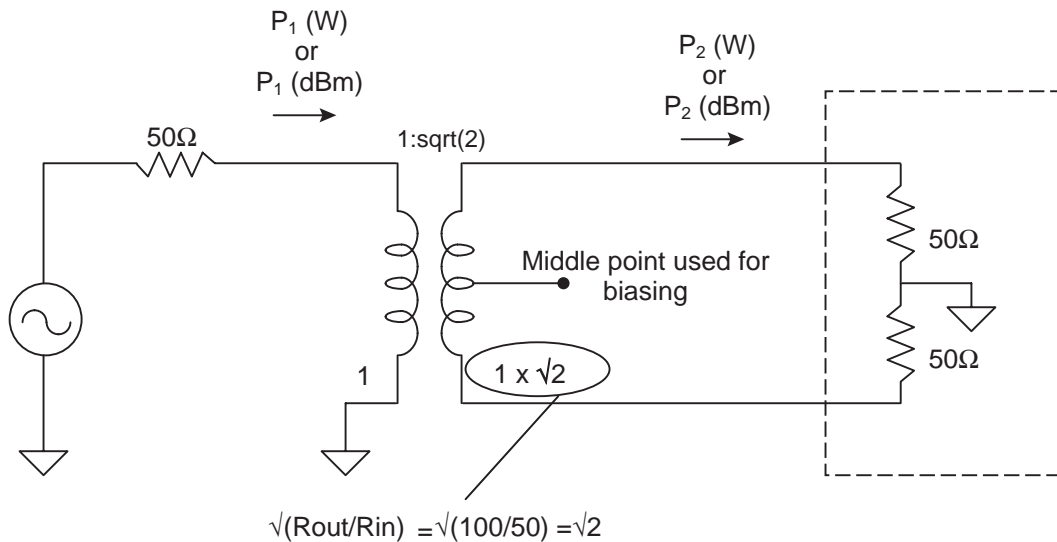 P₁ (W)
or
P₁ (dBm)
P₂ (W)
or
P₂ (dBm)
50Ω
1:sqrt(2)
50Ω
Middle point used for
biasing
50Ω
1
1 x √2
√(Rout/Rin) =√(100/50) =√2